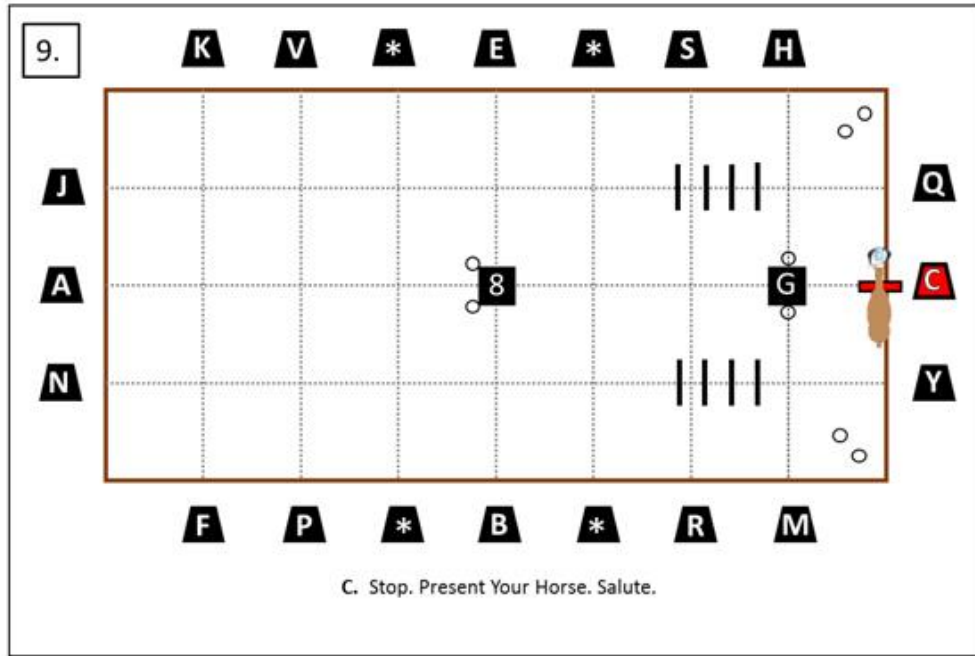 9.
K V * E * S H
J Q
A 8 G C
N Y
F P * B * R M
C. Stop. Present Your Horse. Salute.